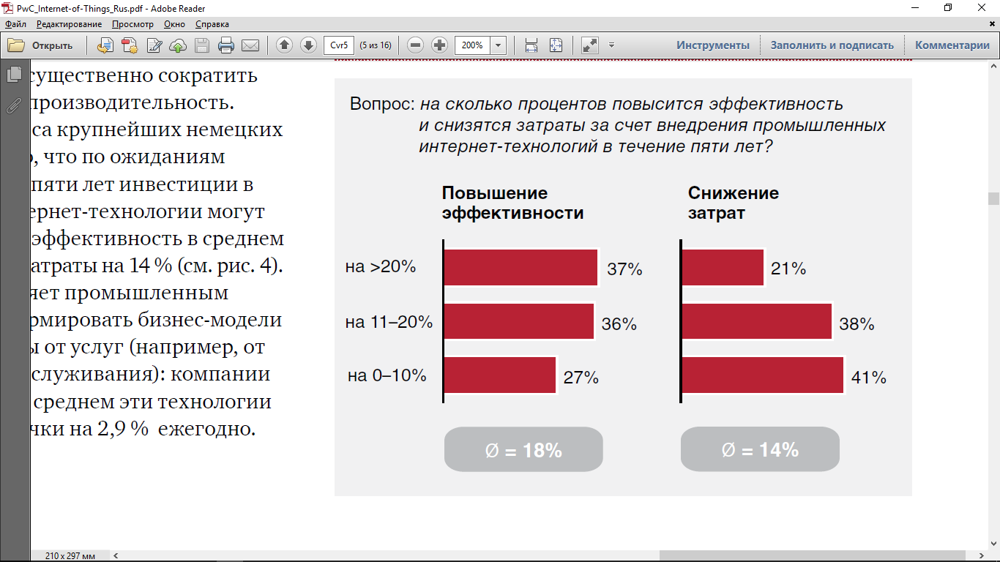 PwC_Internet-of-Things_Rus.pdf - Adobe Reader
Файл Редактирование Просмотр Окно Справка
Открыть Cvr5 (5 из 16) 200% Инструменты Заполнить и подписать Комментарии
существенно сократить
производительность.
са крупнейших немецких
о, что по ожиданиям
пяти лет инвестиции в
ернет-технологии могут
эффективность в среднем
атраты на 14 % (см. рис. 4).
яет промышленным
рмировать бизнес-модели
ы от услуг (например, от
служивания): компании
среднем эти технологии
чки на 2,9 % ежегодно.
Вопрос: на сколько процентов повысится эффективность
и снизятся затраты за счет внедрения промышленных
интернет-технологий в течение пяти лет?
Повышение
эффективности
на >20% 37%
на 11–20% 36%
на 0–10% 27%
Ø = 18%
Снижение
затрат
21%
38%
41%
Ø = 14%
210 x 297 мм